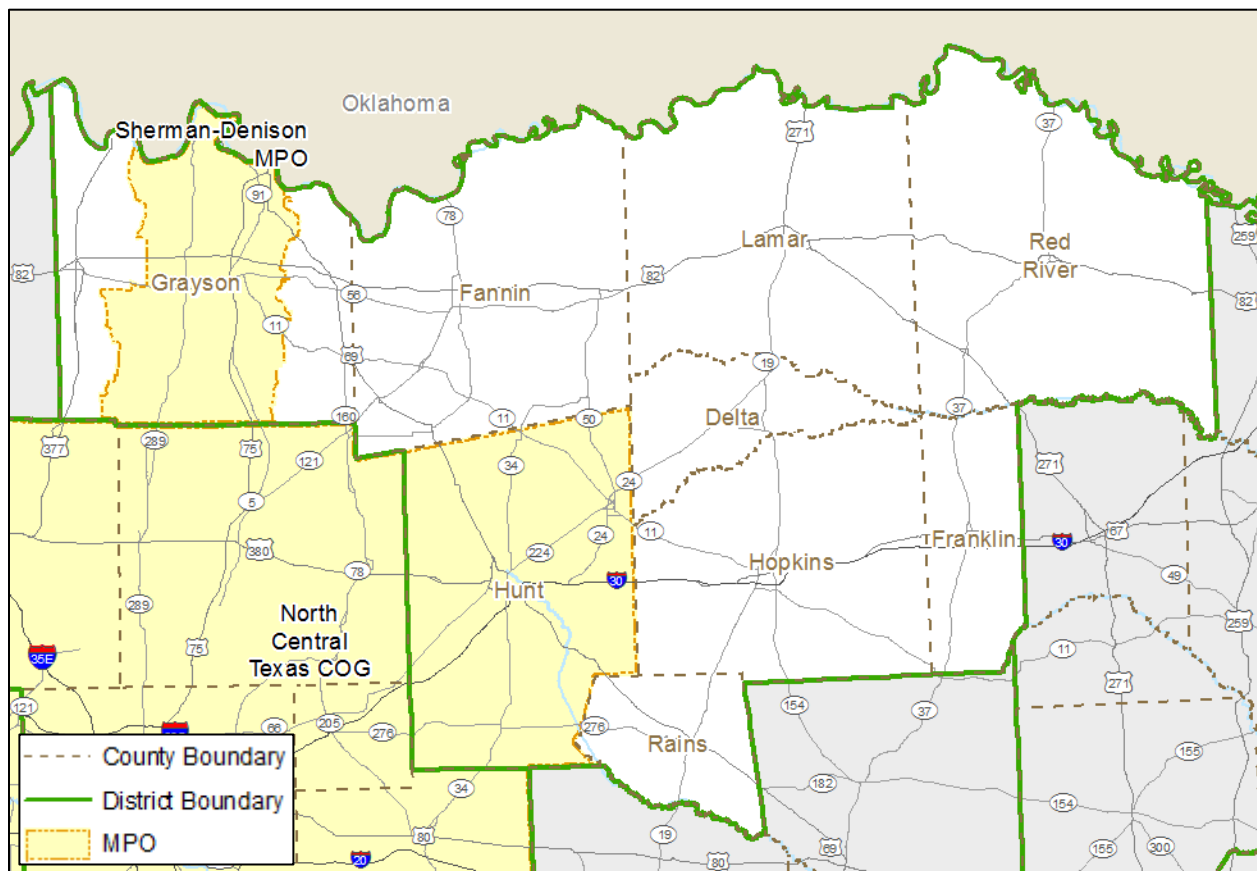 Oklahoma
Sherman-Denison
MPO
37
271
91
78
259
Lamar
Red
River
82
Grayson
82
Fannin
56
82
11
69
19
160
11
50
Delta
37
377
289
75
121
34
271
24
5
Franklin
67
380
24
11
30
224
78
30
Hopkins
49
Hunt
289
North
Central
Texas COG
75
259
35E
11
271
121
66
205
276
276
154
37
Rains
155
County Boundary
District Boundary
MPO
34
182
154
80
19
80
69
155
300
20